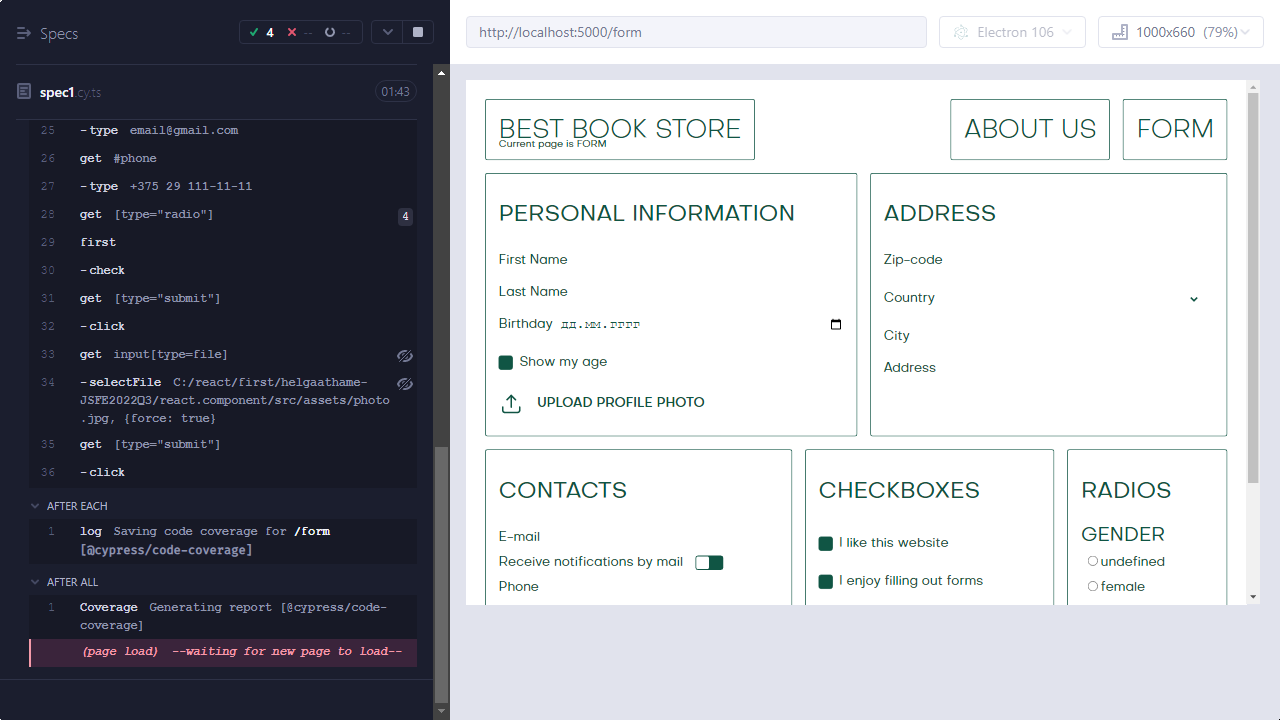 Specs
4
--
--
spec1.cy.ts
01:43
25 -type email@gmail.com
26 get #phone
27 -type +375 29 111-11-11
28 get [type="radio"] 4
29 first
30 -check
31 get [type="submit"]
32 -click
33 get input[type=file]
34 -selectFile C:/react/first/helgaathame-
JSFE2022Q3/react.component/src/assets/photo
.jpg, {force: true}
35 get [type="submit"]
36 -click
AFTER EACH
1 log Saving code coverage for /form
[@cypress/code-coverage]
AFTER ALL
1 Coverage Generating report [@cypress/code-
coverage]
(page load) --waiting for new page to load--
http://localhost:5000/form
Electron 106
1000x660 (79%)
BEST BOOK STORE
Current page is FORM
ABOUT US
FORM
PERSONAL INFORMATION
First Name
Last Name
Birthday дд.мм.гггг
Show my age
UPLOAD PROFILE PHOTO
ADDRESS
Zip-code
Country
City
Address
CONTACTS
E-mail
Receive notifications by mail
Phone
CHECKBOXES
I like this website
I enjoy filling out forms
RADIOS
GENDER
undefined
female